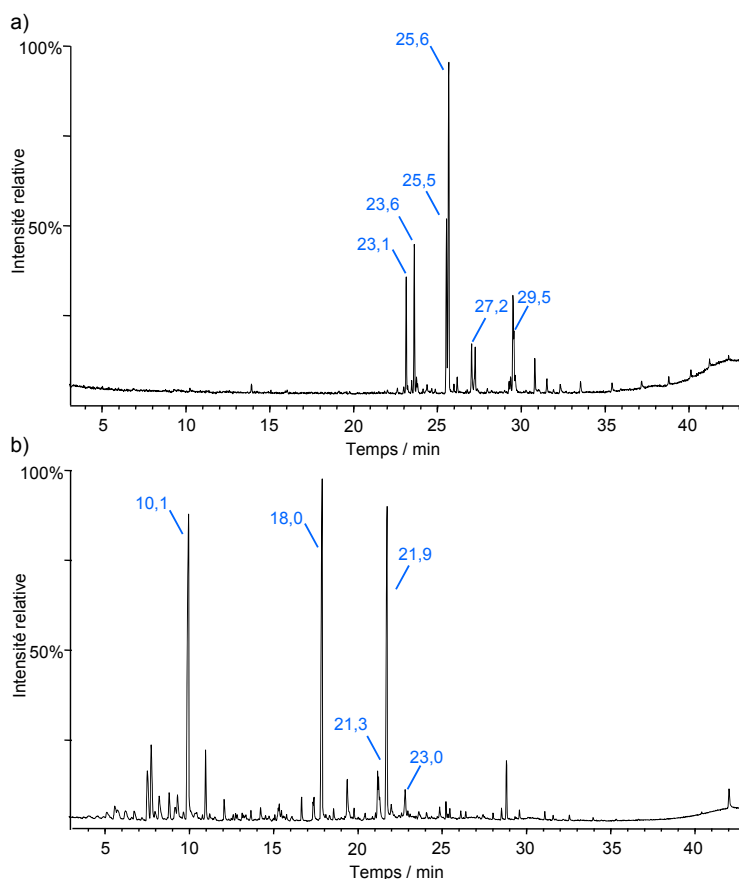 a)
100%
50%
Intensité relative
25,6
25,5
23,6
23,1
27,2
29,5
5 10 15 20 25 30 35 40
Temps / min
b)
100%
50%
Intensité relative
10,1
18,0
21,9
21,3
23,0
5 10 15 20 25 30 35 40
Temps / min